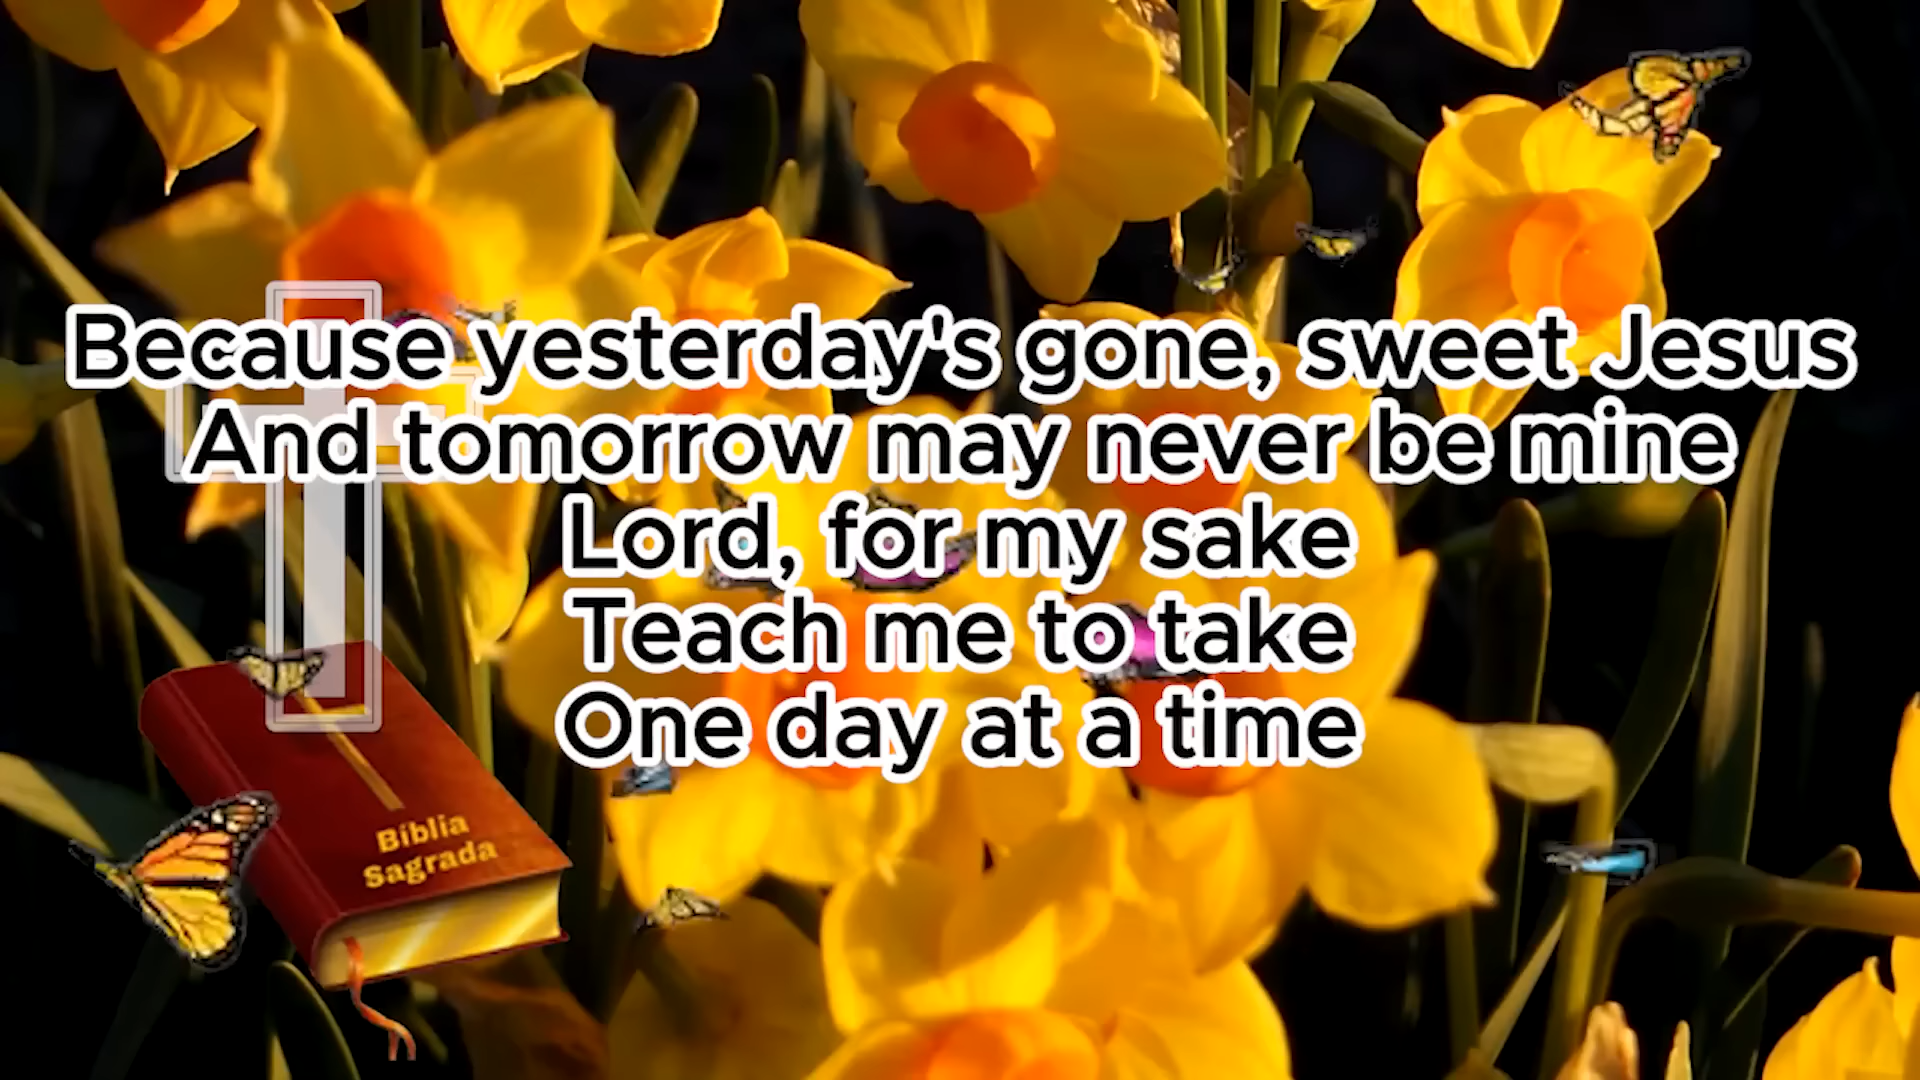 Because yesterday's gone, sweet Jesus
And tomorrow may never be mine
Lord, for my sake
Teach me to take
One day at a time
Bíblia
Sagrada